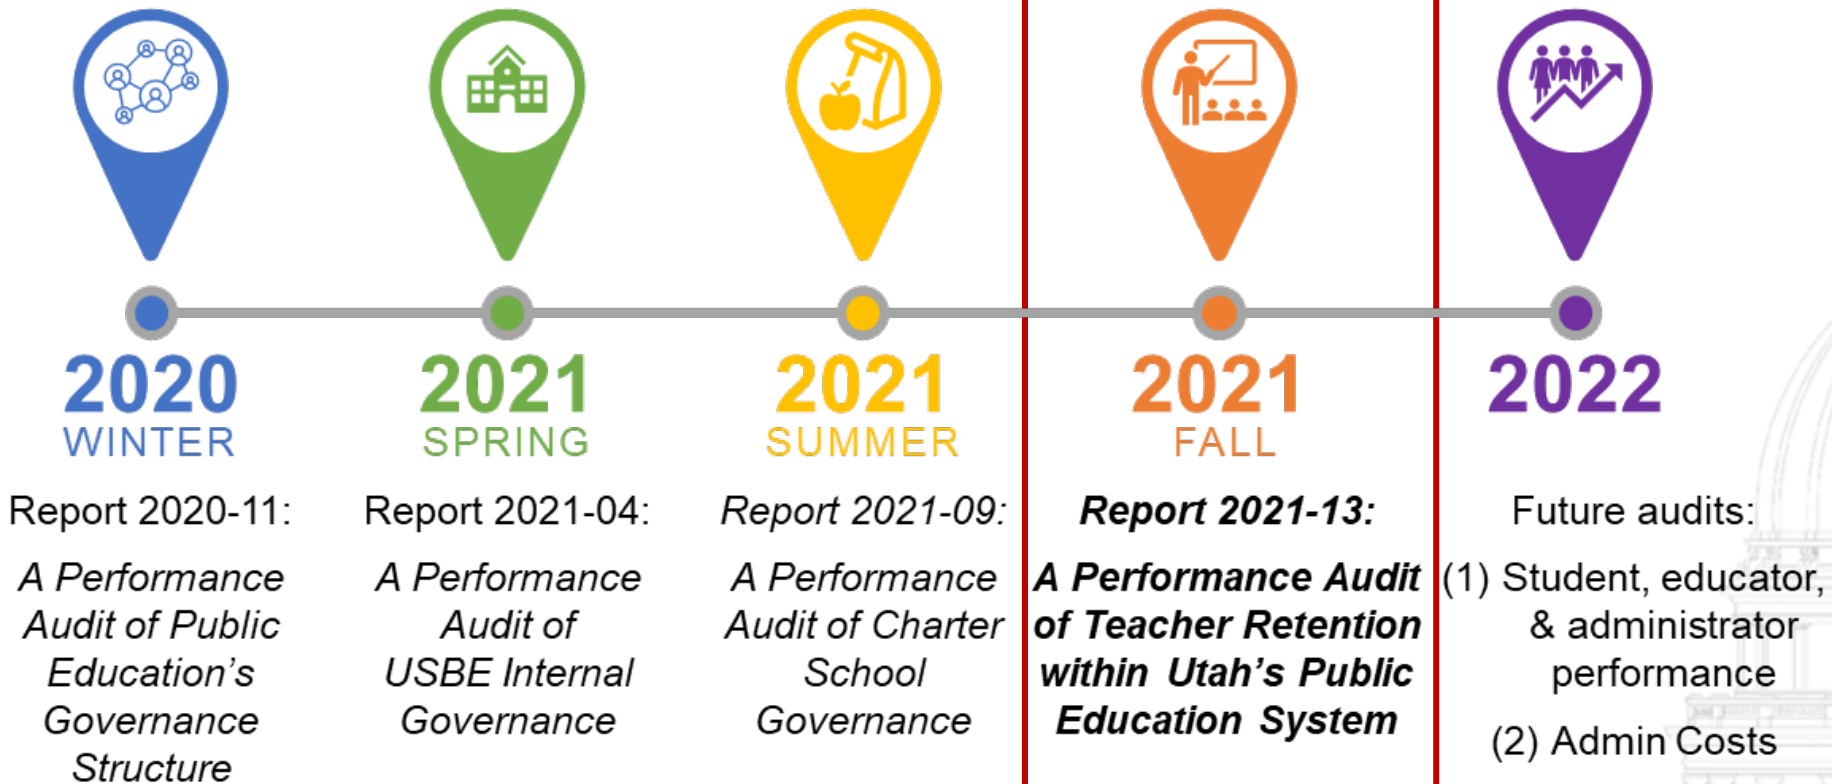 2020
WINTER
Report 2020-11:
A Performance
Audit of Public
Education's
Governance
Structure
2021
SPRING
Report 2021-04:
A Performance
Audit of
USBE Internal
Governance
2021
SUMMER
Report 2021-09:
A Performance
Audit of Charter
School
Governance
2021
FALL
Report 2021-13:
A Performance Audit
of Teacher Retention
within Utah's Public
Education System
2022
Future audits:
(1) Student, educator,
& administrator
performance
(2) Admin Costs